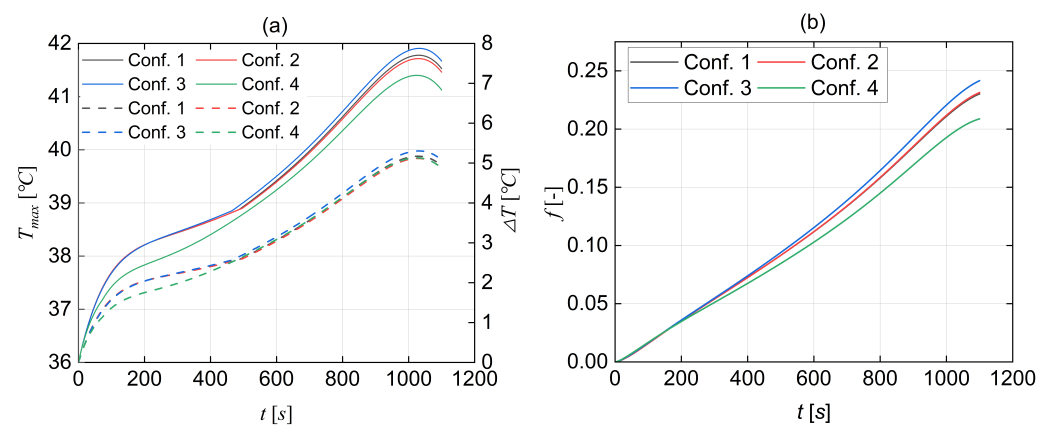 (a)
42
41
40
39
38
37
36
T_max [°C]
8
7
6
5
4
3
2
1
0
ΔT [°C]
Conf. 1 Conf. 2
Conf. 3 Conf. 4
Conf. 1 Conf. 2
Conf. 3 Conf. 4
0 200 400 600 800 1000 1200
t [s]
(b)
0.25
0.20
0.15
0.10
0.05
0.00
f [-]
Conf. 1 Conf. 2
Conf. 3 Conf. 4
0 200 400 600 800 1000 1200
t [s]